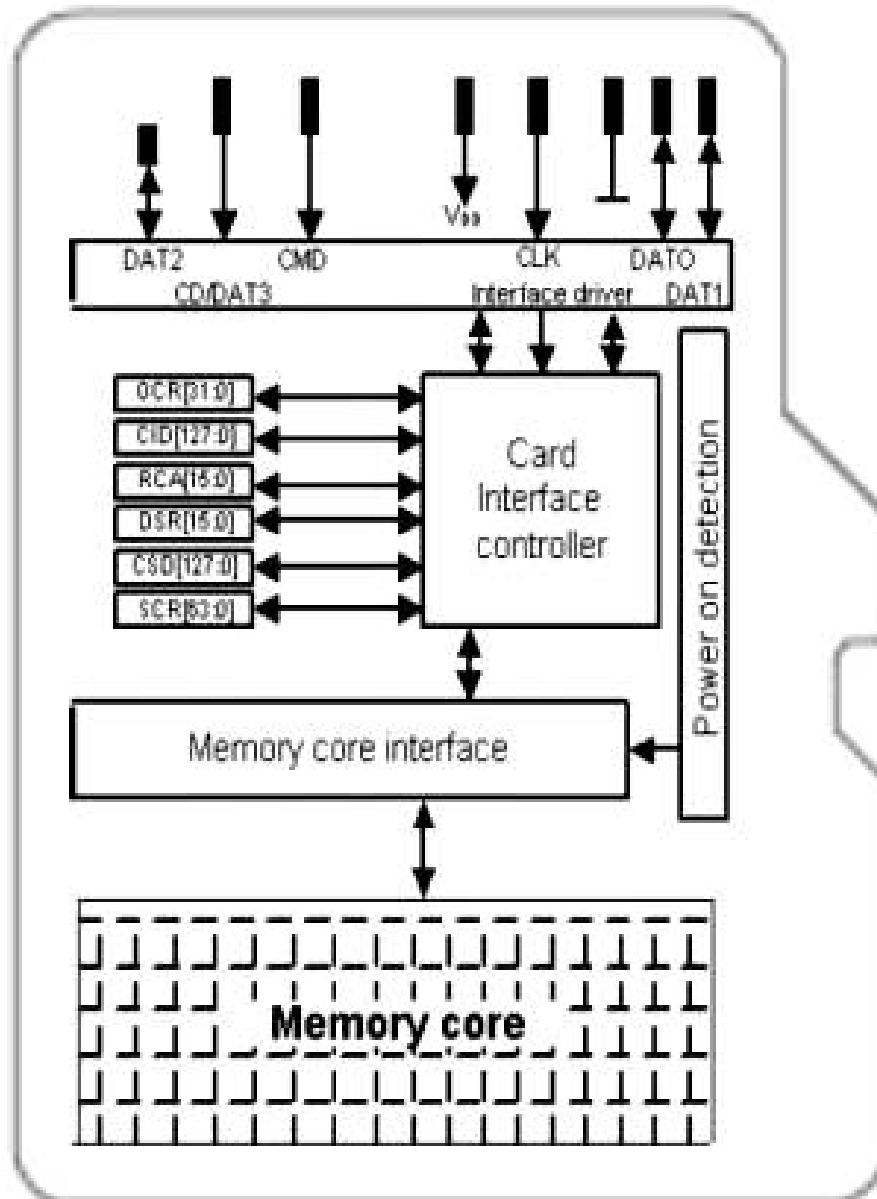 DAT2
CMD
CLK
DAT0
CD/DAT3
Interface driver
DAT1
OCR[31:0]
CID[127:0]
RCA[15:0]
DSR[15:0]
CSD[127:0]
SCR[63:0]
Card
Interface
controller
Power on detection
Memory core interface
Memory core